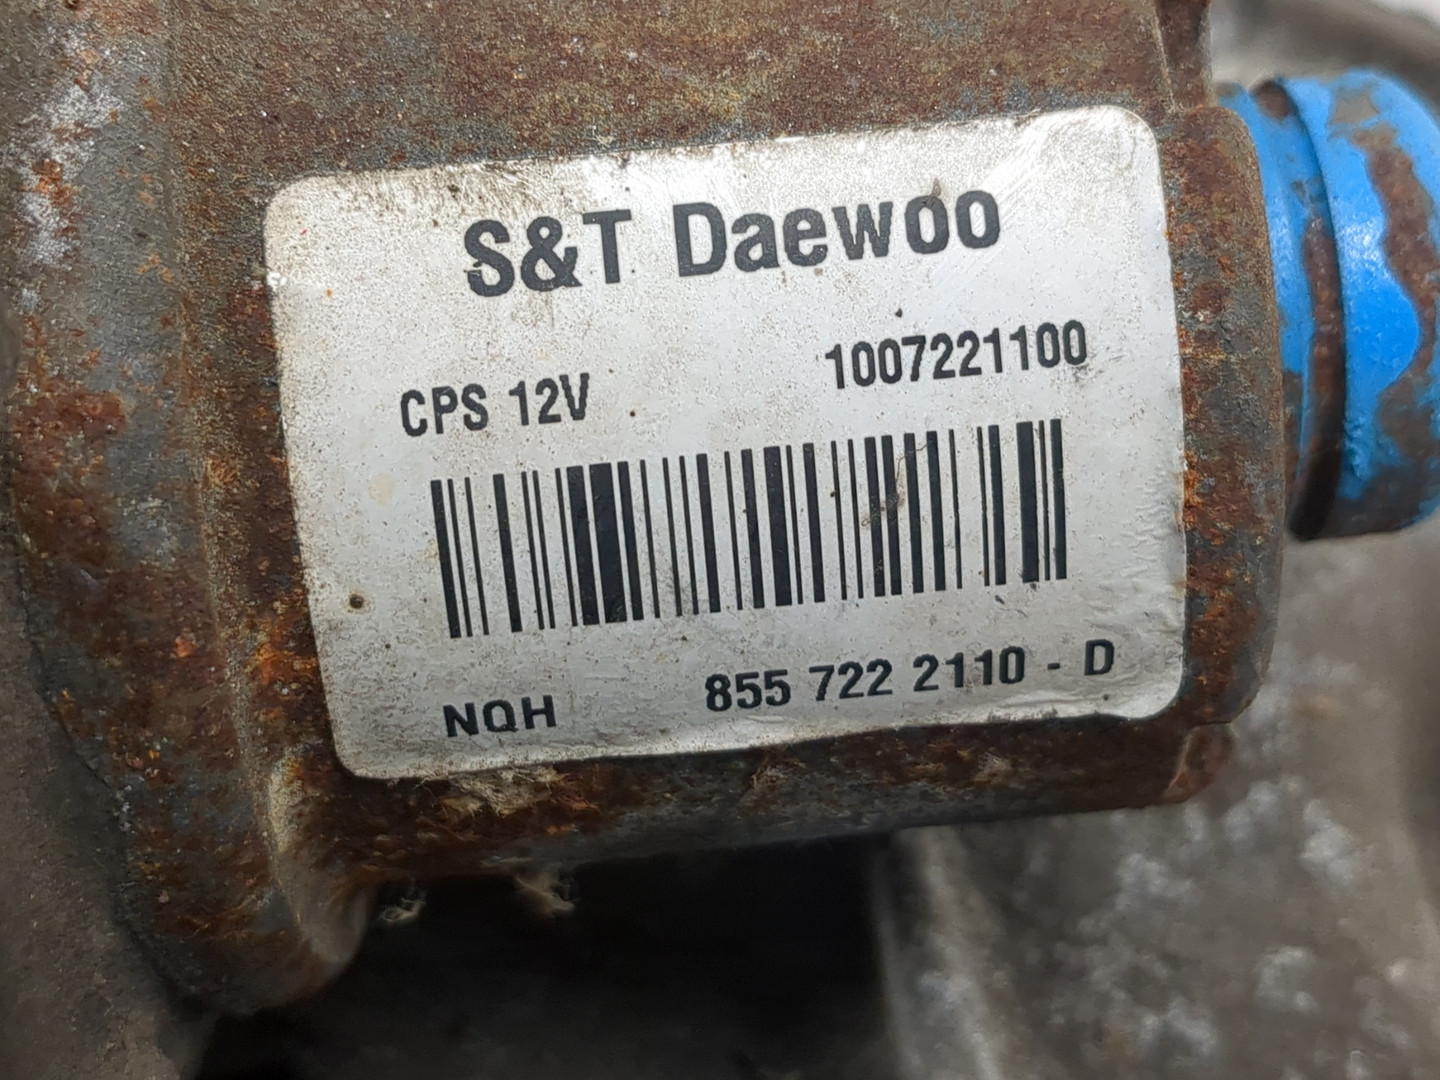 S&T Daewoo
CPS 12V 1007221100
NQH 855 722 2110 - D